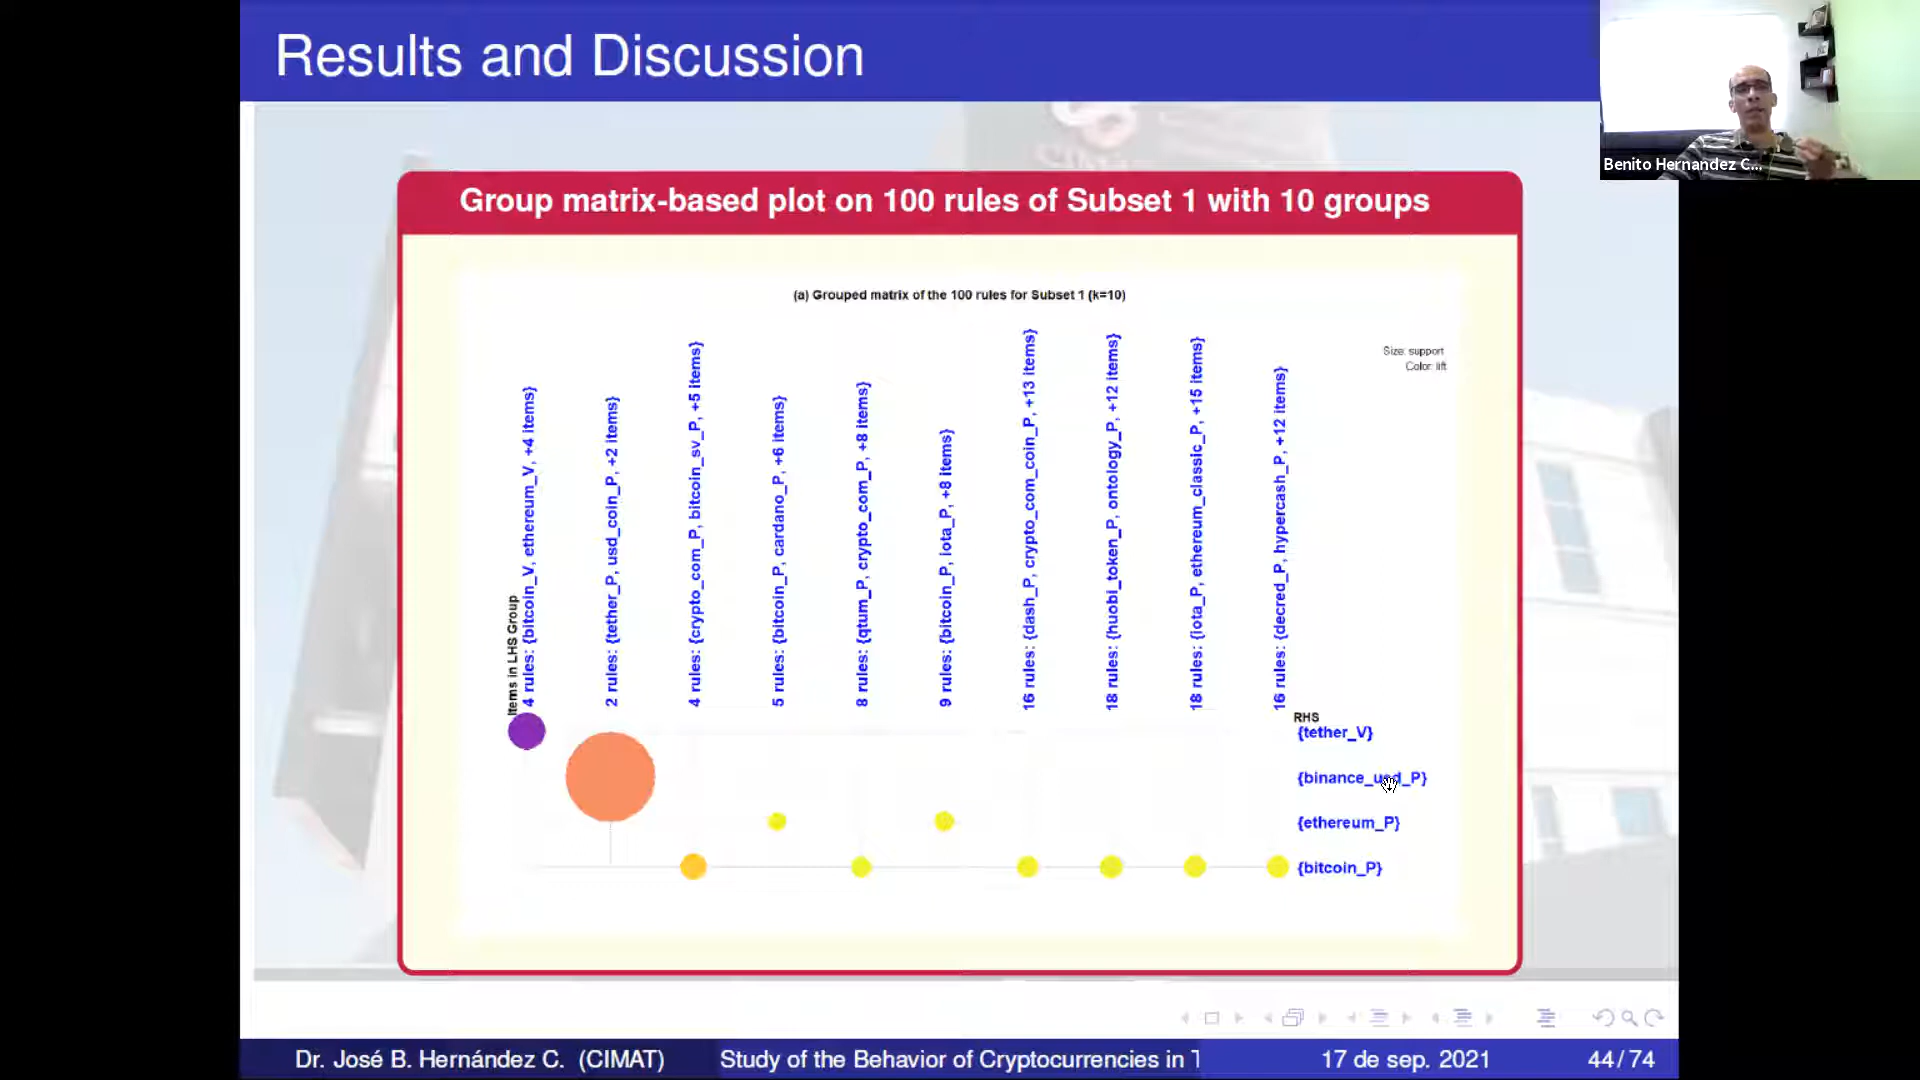 Results and Discussion
Benito Hernandez C...
Group matrix-based plot on 100 rules of Subset 1 with 10 groups
(a) Grouped matrix of the 100 rules for Subset 1 (k=10)
Size: support
Color: lift
Items in LHS Group
4 rules: {bitcoin_V, ethereum_V, +4 items}
2 rules: {tether_P, usd_coin_P, +2 items}
4 rules: {crypto_com_P, bitcoin_sv_P, +5 items}
5 rules: {bitcoin_P, cardano_P, +6 items}
8 rules: {qtum_P, crypto_com_P, +8 items}
9 rules: {bitcoin_P, iota_P, +8 items}
16 rules: {dash_P, crypto_com_coin_P, +13 items}
18 rules: {huobi_token_P, ontology_P, +12 items}
18 rules: {iota_P, ethereum_classic_P, +15 items}
16 rules: {decred_P, hypercash_P, +12 items}
RHS
{tether_V}
{binance_usd_P}
{ethereum_P}
{bitcoin_P}
Dr. José B. Hernández C. (CIMAT)
Study of the Behavior of Cryptocurrencies in T
17 de sep. 2021
44/74